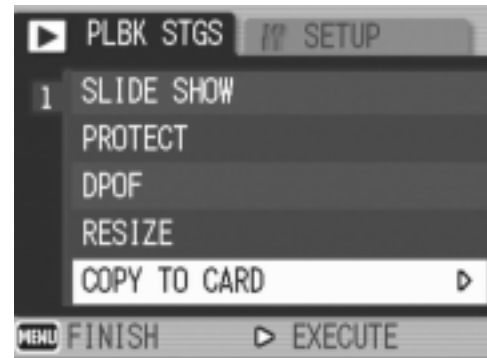 PLBK STGS SETUP
1 SLIDE SHOW
PROTECT
DPOF
RESIZE
COPY TO CARD
MENU FINISH EXECUTE